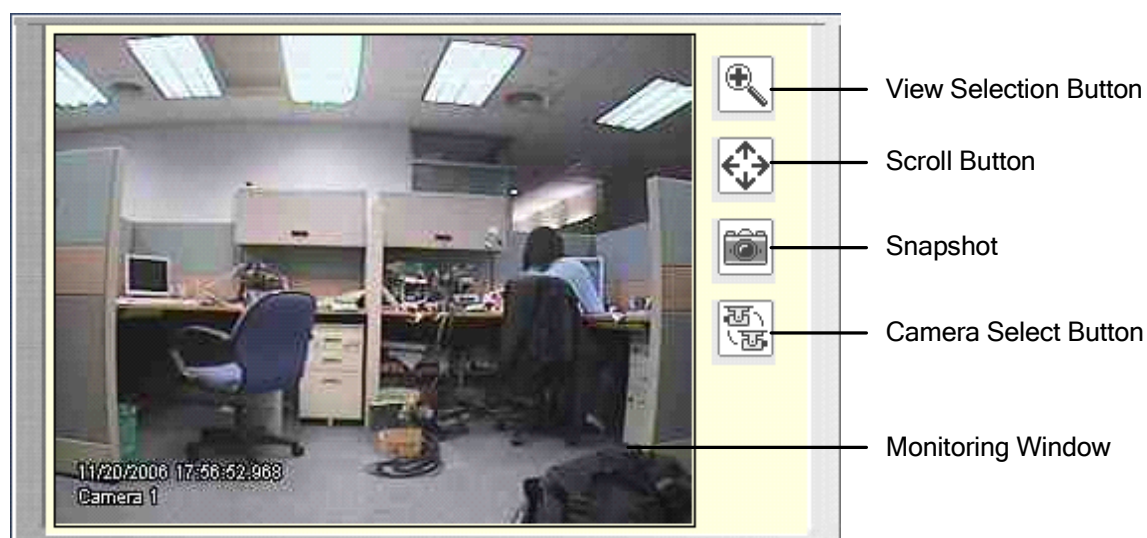 View Selection Button
Scroll Button
Snapshot
Camera Select Button
Monitoring Window
11/20/2006 17:56:52.968
Camera 1